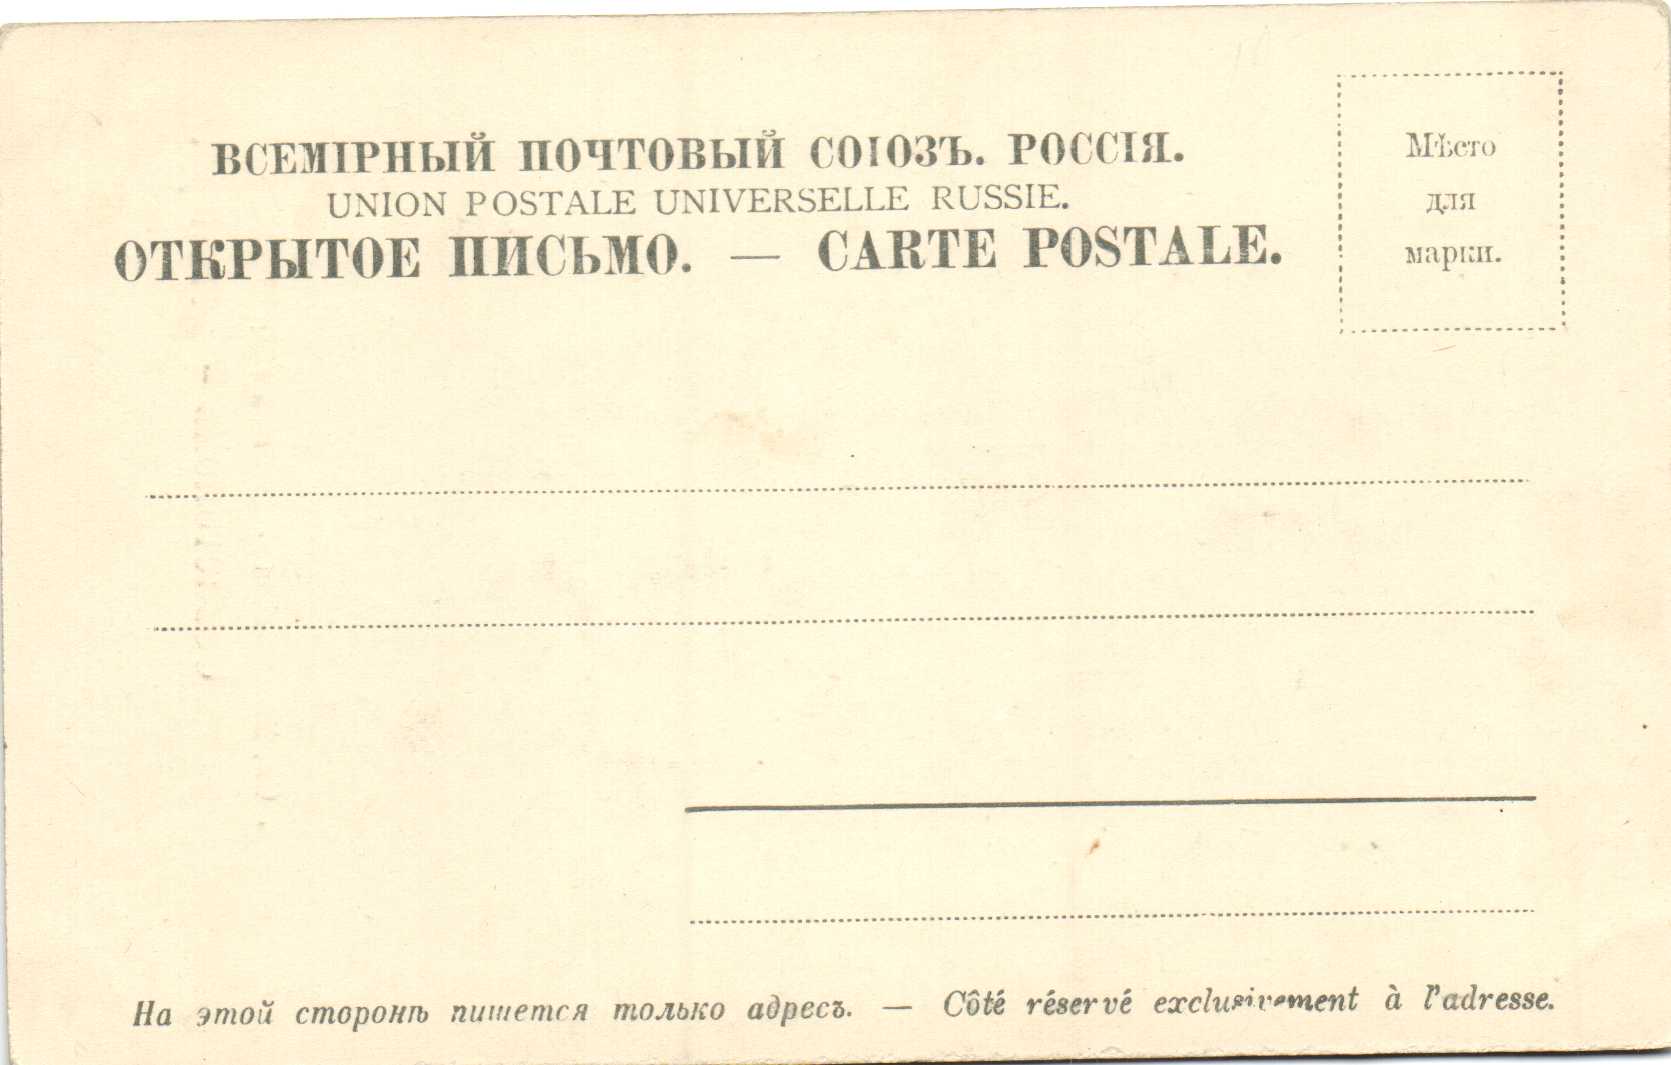 ВСЕМІРНЫЙ ПОЧТОВЫЙ СОЮЗЪ. РОССІЯ.
UNION POSTALE UNIVERSELLE RUSSIE.
ОТКРЫТОЕ ПИСЬМО. — CARTE POSTALE.
Мѣсто
для
марки.
На этой сторонѣ пишется только адресъ. — Côté réservé exclusivement à l'adresse.